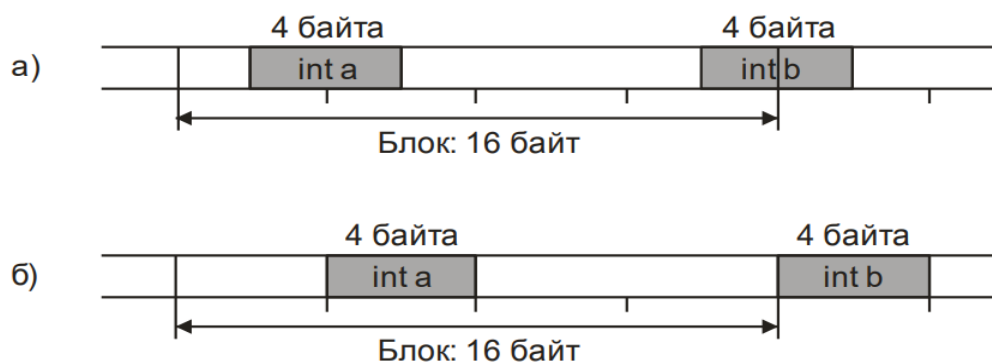 4 байта 4 байта
а) int a int b
Блок: 16 байт
4 байта 4 байта
б) int a int b
Блок: 16 байт